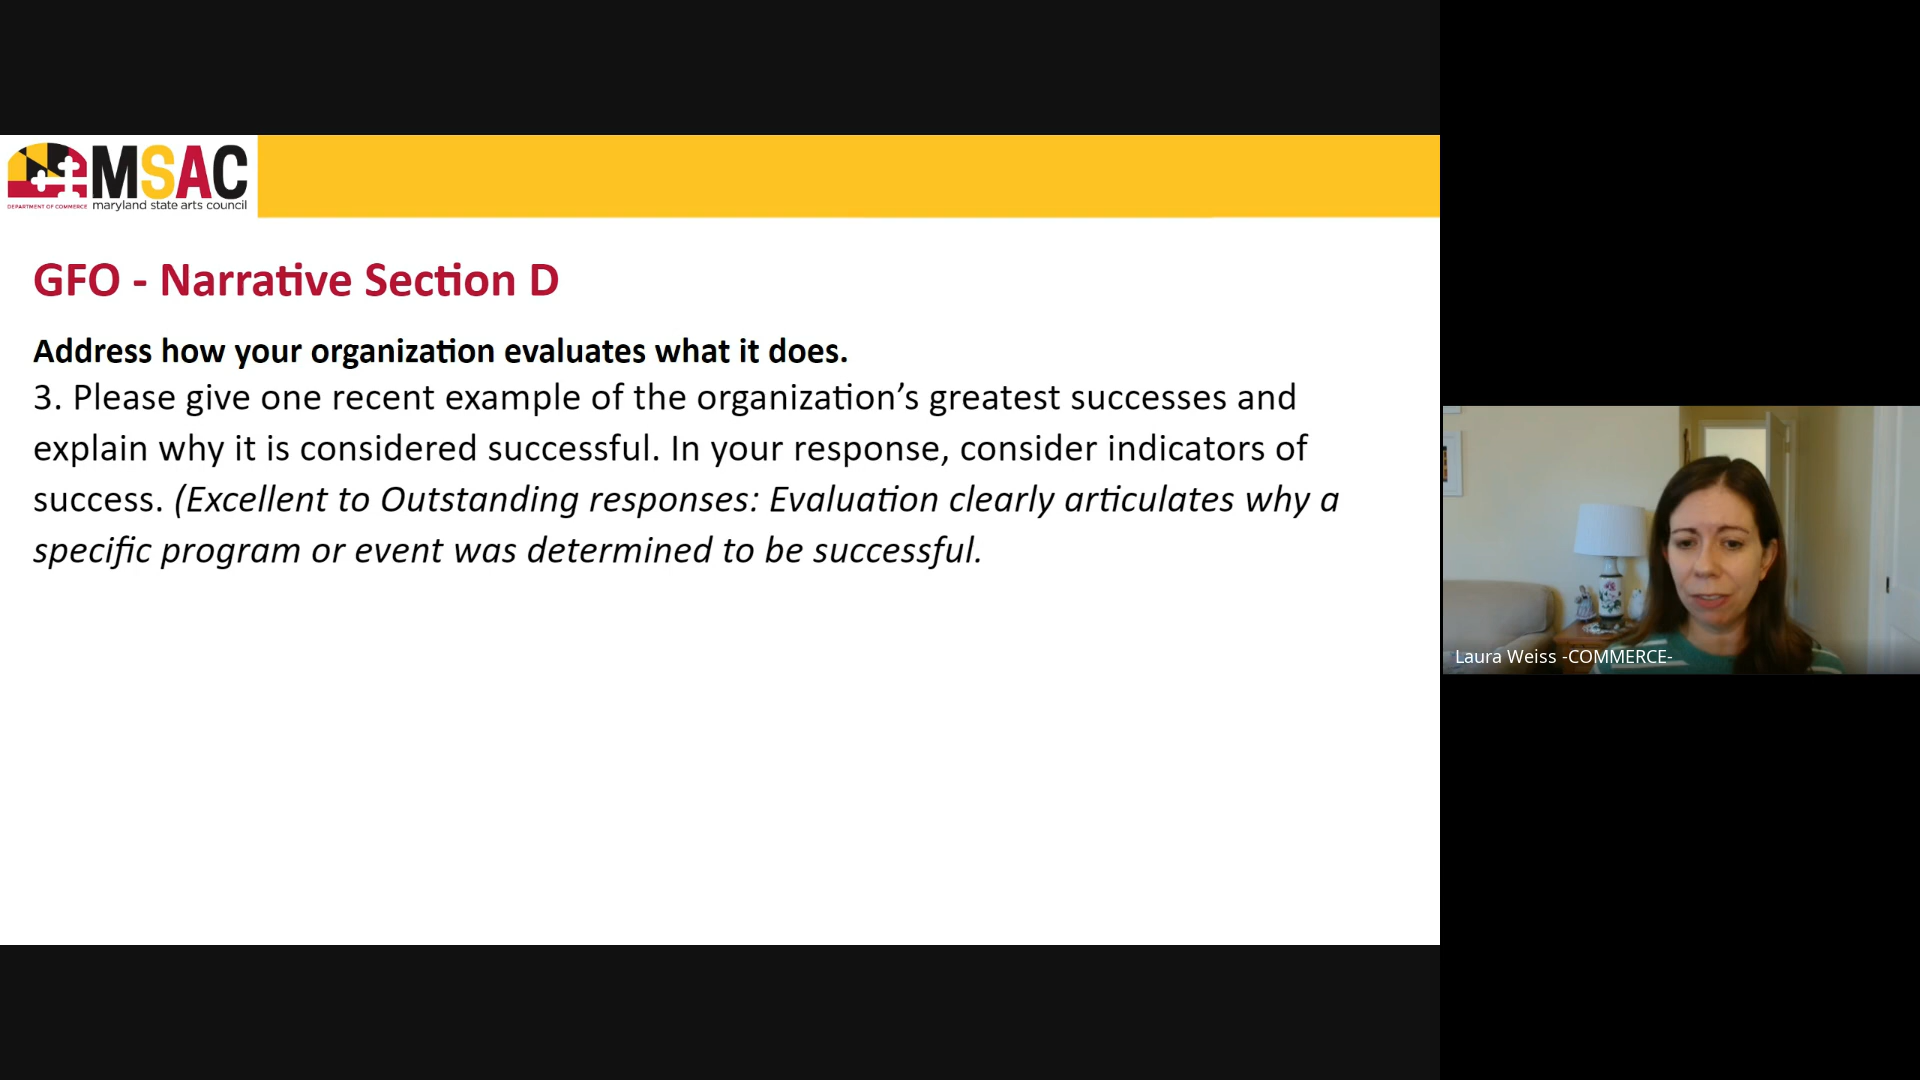 MSAC
DEPARTMENT OF COMMERCE maryland state arts council
GFO - Narrative Section D
Address how your organization evaluates what it does.
3. Please give one recent example of the organization’s greatest successes and
explain why it is considered successful. In your response, consider indicators of
success. (Excellent to Outstanding responses: Evaluation clearly articulates why a
specific program or event was determined to be successful.
Laura Weiss -COMMERCE-